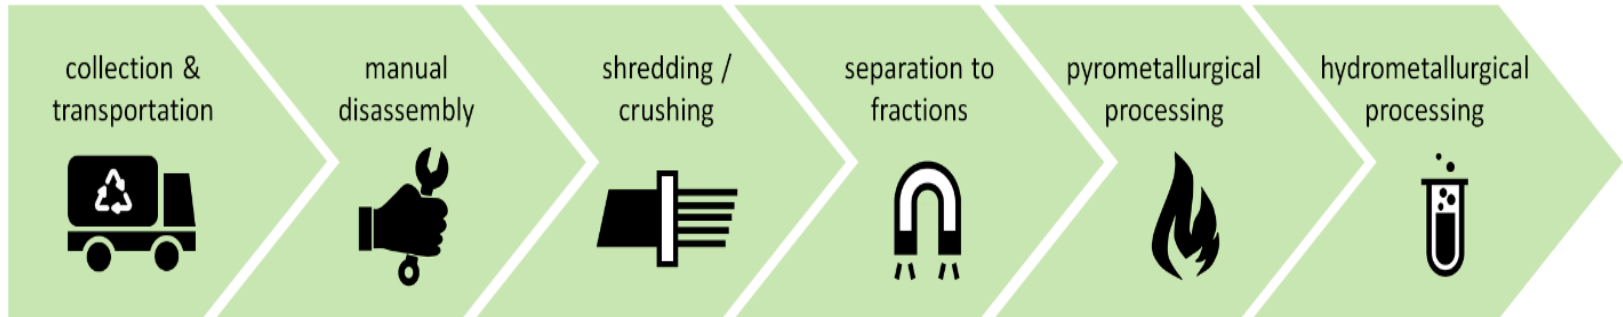 collection &
transportation
manual
disassembly
shredding /
crushing
separation to
fractions
pyrometallurgical
processing
hydrometallurgical
processing